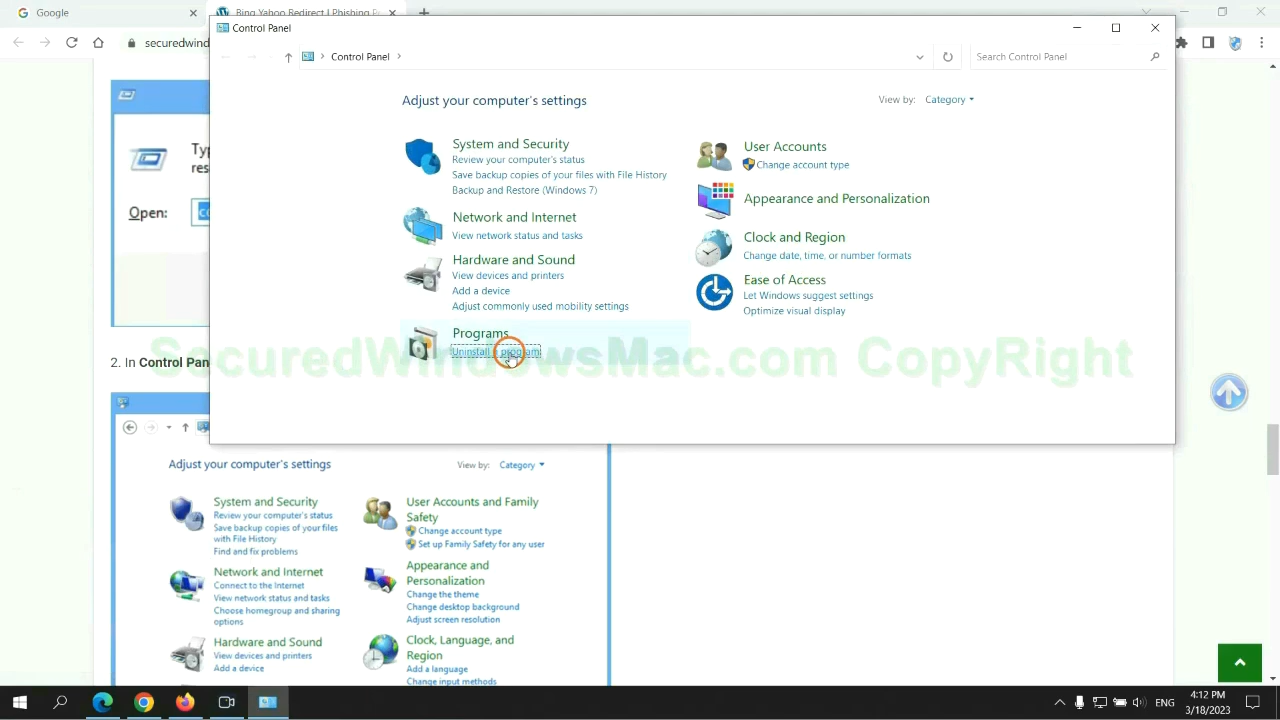 Google
Bing Yahoo Redirect | Phishing
securedwind
Control Panel
Control Panel
Search Control Panel
Adjust your computer's settings
View by: Category
System and Security
Review your computer's status
Save backup copies of your files with File History
Backup and Restore (Windows 7)
Network and Internet
View network status and tasks
Hardware and Sound
View devices and printers
Add a device
Adjust commonly used mobility settings
Programs
Uninstall a program
User Accounts
Change account type
Appearance and Personalization
Clock and Region
Change date, time, or number formats
Ease of Access
Let Windows suggest settings
Optimize visual display
SecuredWindowsMac.com CopyRight
Typ
res
Open: co
2. In Control Pan
Adjust your computer's settings
View by: Category
System and Security
Review your computer's status
Save backup copies of your files
with File History
Find and fix problems
Network and Internet
Connect to the Internet
View network status and tasks
Choose homegroup and sharing
options
Hardware and Sound
View devices and printers
Add a device
User Accounts and Family
Safety
Change account type
Set up Family Safety for any user
Appearance and
Personalization
Change the theme
Change desktop background
Adjust screen resolution
Clock, Language, and
Region
Add a language
Change input methods
ENG
4:12 PM
3/18/2023